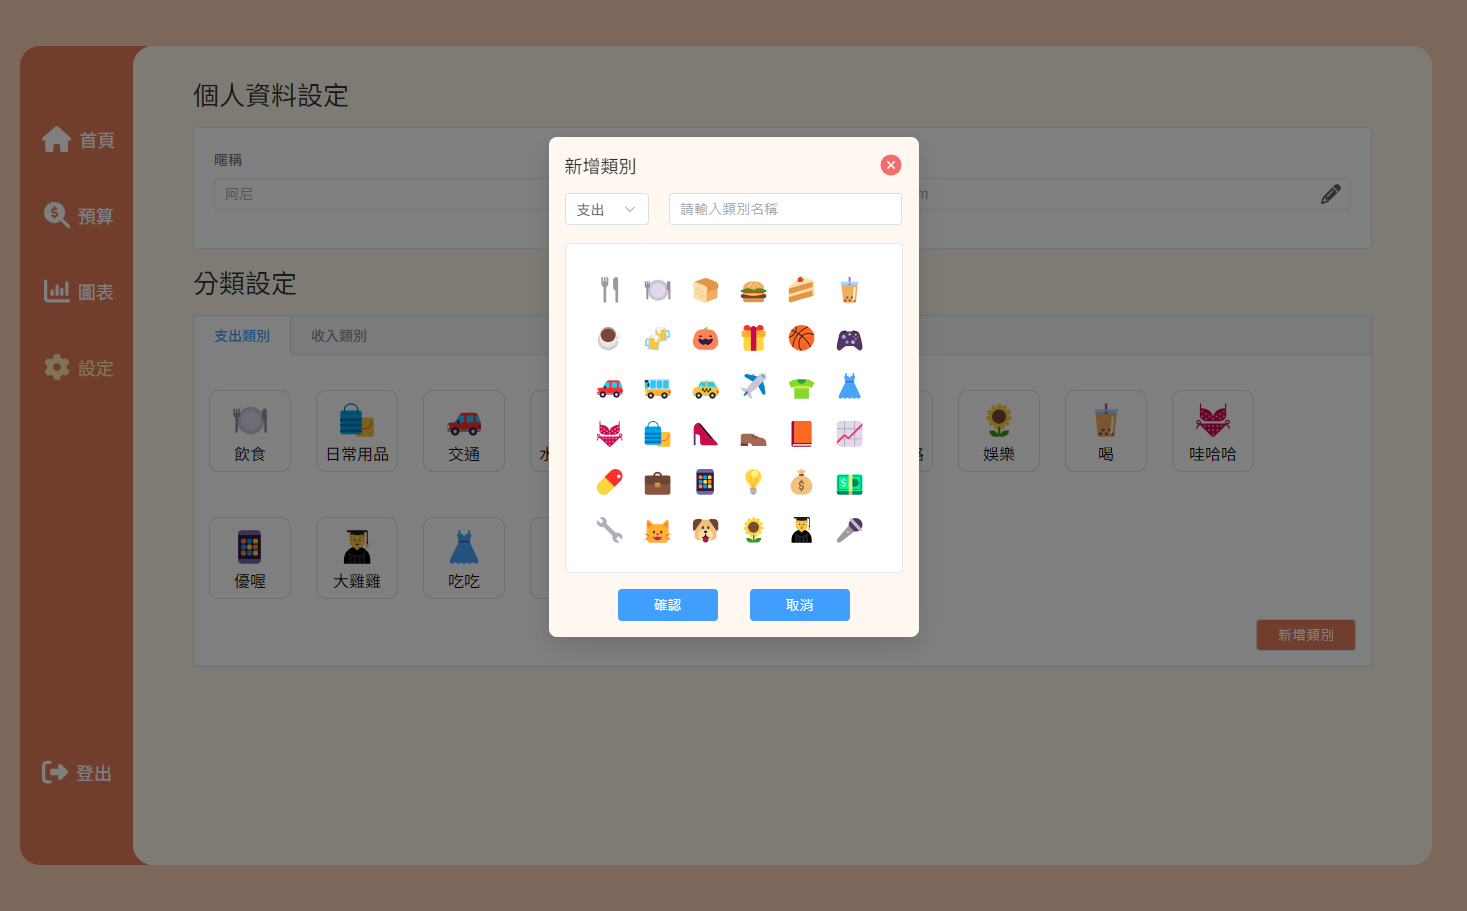 首頁
預算
圖表
設定
登出
個人資料設定
暱稱
阿尼
m
分類設定
支出類別
收入類別
飲食
日常用品
交通
娛樂
喝
哇哈哈
優喔
大雞雞
吃吃
新增類別
新增類別
支出
請輸入類別名稱
確認
取消